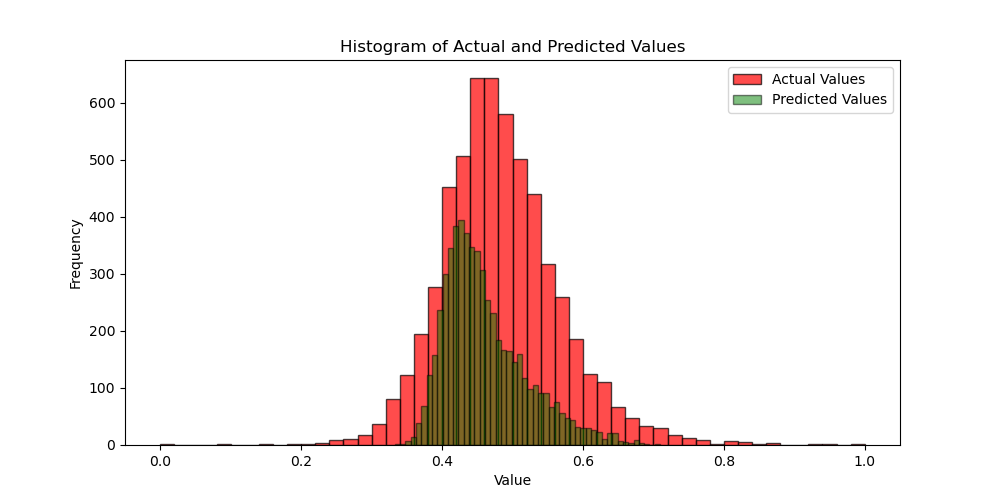 Histogram of Actual and Predicted Values
Actual Values
Predicted Values
Frequency
600
500
400
300
200
100
0
0.0 0.2 0.4 0.6 0.8 1.0
Value